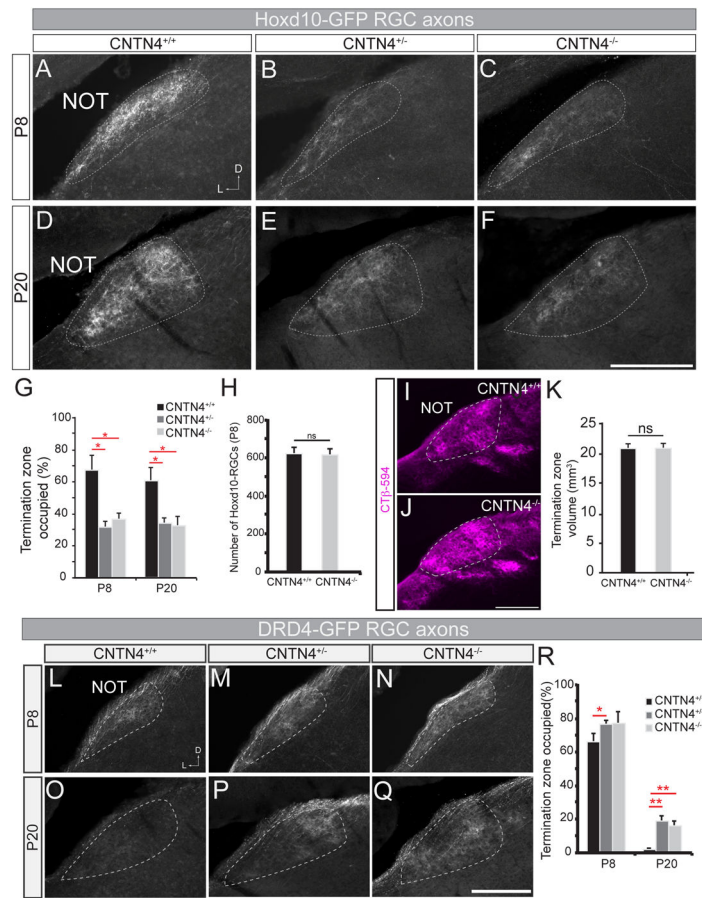 Hoxd10-GFP RGC axons
CNTN4+/+ CNTN4+/- CNTN4-/-
P8
A NOT D L
B
C
P20
D NOT
E
F
G
CNTN4+/+
CNTN4+/-
CNTN4-/-
Termination zone
occupied (%)
100
80
60
40
20
0
* * * *
P8 P20
H
Number of Hoxd10-RGCs (P8)
800
600
400
200
0
ns
CNTN4+/+ CNTN4-/-
CTβ-594
I CNTN4+/+
NOT
J CNTN4-/-
K
Termination zone
volume (mm3)
25
20
15
10
5
0
ns
CNTN4+/+ CNTN4-/-
DRD4-GFP RGC axons
CNTN4+/+ CNTN4+/- CNTN4-/-
P8
L NOT D L
M
N
P20
O
P
Q
R
Termination zone occupied(%)
100
80
60
40
20
0
CNTN4+/
CNTN4+/
CNTN4-/
* ** **
P8 P20